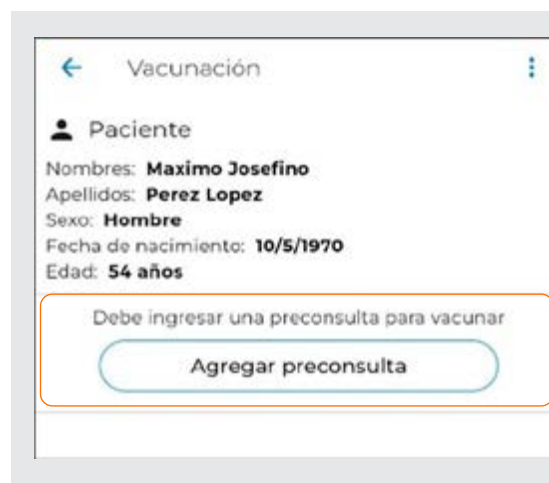 Vacunación
Paciente
Nombres: Maximo Josefino
Apellidos: Perez Lopez
Sexo: Hombre
Fecha de nacimiento: 10/5/1970
Edad: 54 años
Debe ingresar una preconsulta para vacunar
Agregar preconsulta